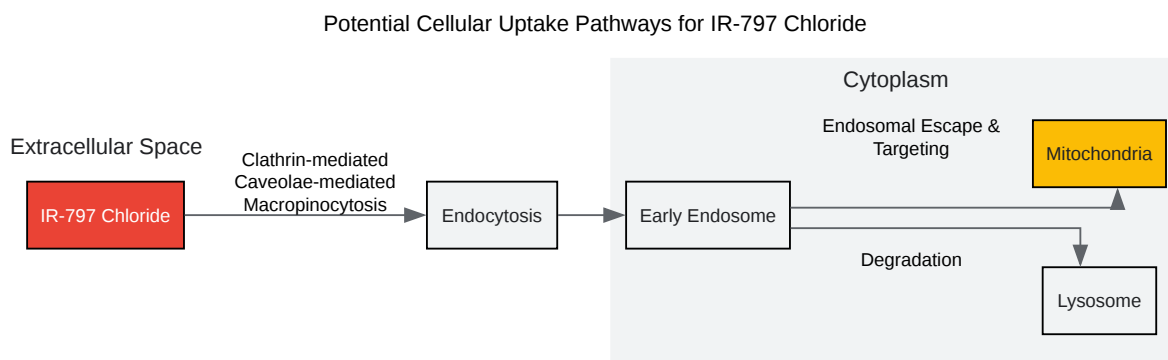 Potential Cellular Uptake Pathways for IR-797 Chloride
Cytoplasm
Extracellular Space
Clathrin-mediated
Caveolae-mediated
Macropinocytosis
IR-797 Chloride
Endocytosis
Early Endosome
Endosomal Escape &
Targeting
Mitochondria
Degradation
Lysosome